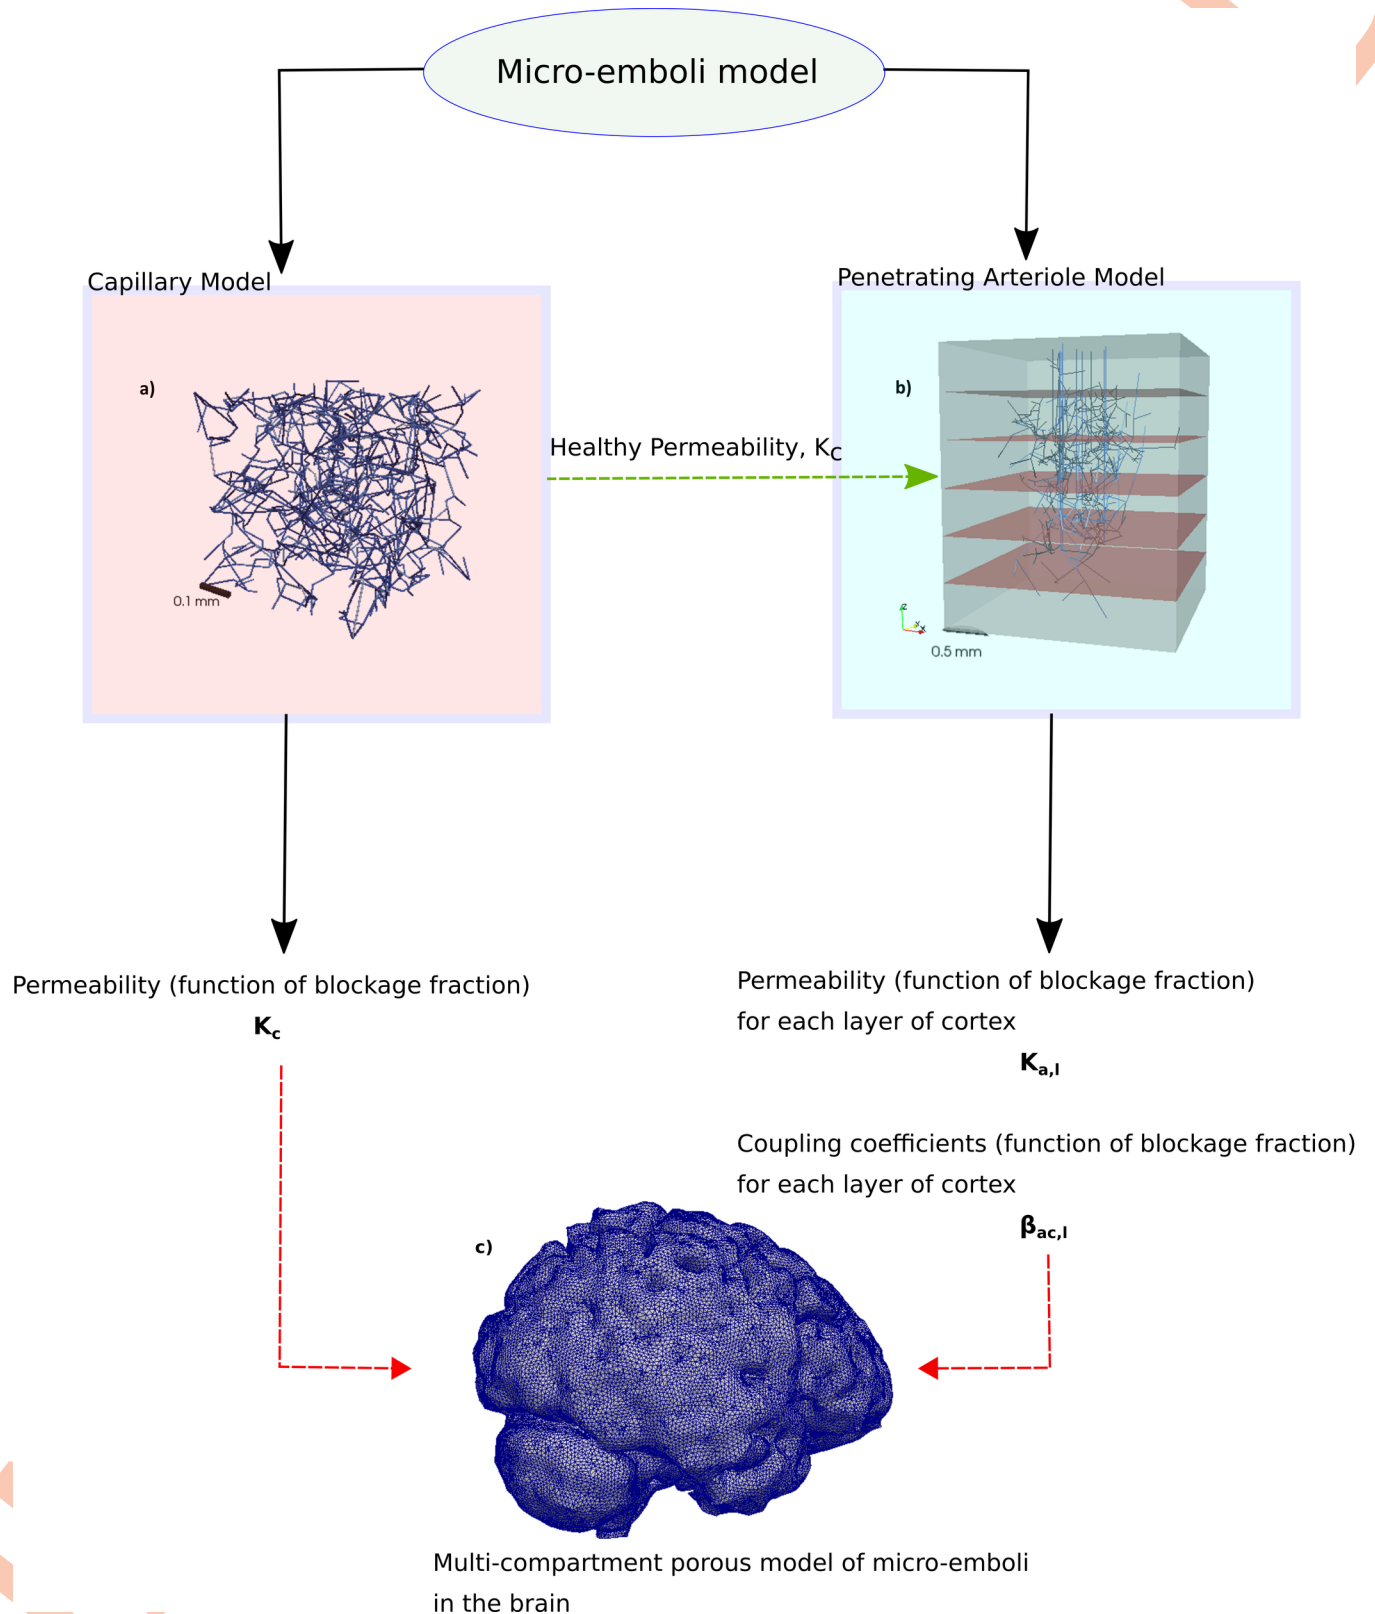 Micro-emboli model
Capillary Model
Penetrating Arteriole Model
a)
b)
Healthy Permeability, KC
0.1 mm
z
Y
X
0.5 mm
Permeability (function of blockage fraction)
Kc
Permeability (function of blockage fraction)
for each layer of cortex
Ka,l
Coupling coefficients (function of blockage fraction)
for each layer of cortex
βac,l
c)
Multi-compartment porous model of micro-emboli
in the brain